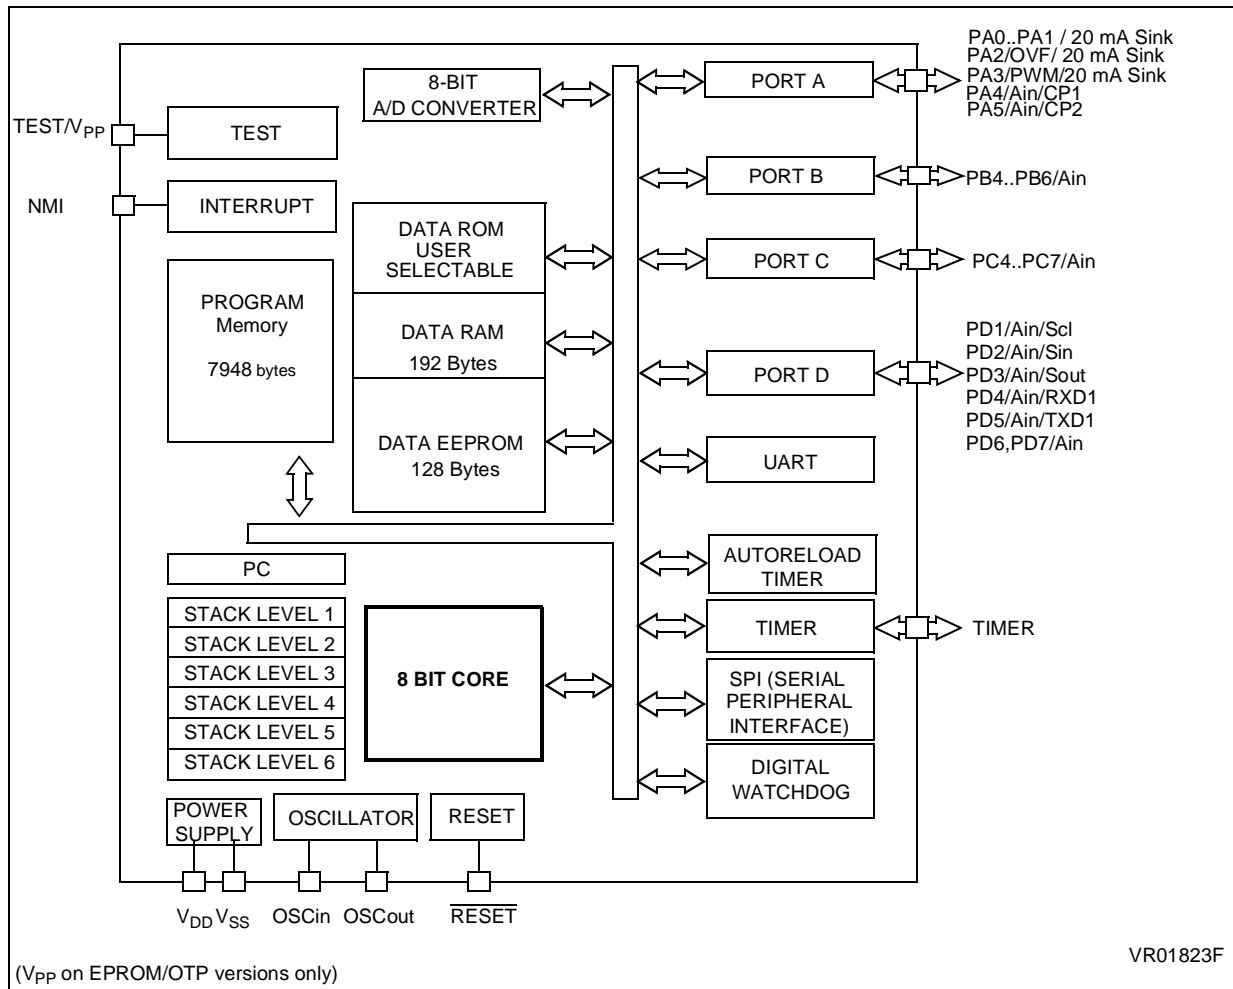 PA0..PA1 / 20 mA Sink
PA2/OVF/ 20 mA Sink
PA3/PWM/20 mA Sink
PA4/Ain/CP1
PA5/Ain/CP2
8-BIT
A/D CONVERTER
PORT A
TEST/VPP
TEST
PORT B
PB4..PB6/Ain
NMI
INTERRUPT
DATA ROM
USER
SELECTABLE
PORT C
PC4..PC7/Ain
PROGRAM
Memory
7948 bytes
DATA RAM
192 Bytes
PORT D
PD1/Ain/Scl
PD2/Ain/Sin
PD3/Ain/Sout
PD4/Ain/RXD1
PD5/Ain/TXD1
PD6,PD7/Ain
DATA EEPROM
128 Bytes
UART
PC
AUTORELOAD
TIMER
STACK LEVEL 1
STACK LEVEL 2
STACK LEVEL 3
STACK LEVEL 4
STACK LEVEL 5
STACK LEVEL 6
8 BIT CORE
TIMER
TIMER
SPI (SERIAL
PERIPHERAL
INTERFACE)
DIGITAL
WATCHDOG
POWER
SUPPLY
OSCILLATOR
RESET
VDD VSS
OSCin
OSCout
RESET
VR01823F
(VPP on EPROM/OTP versions only)